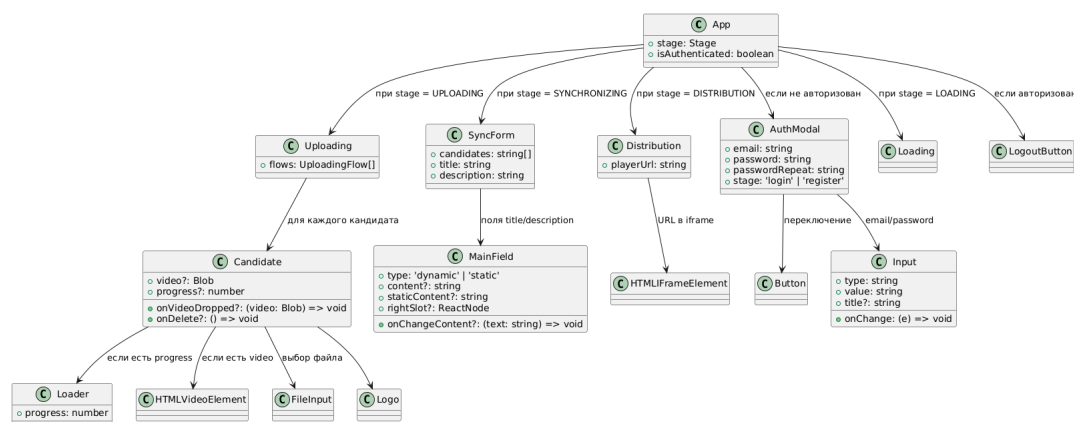 C App
stage: Stage
isAuthenticated: boolean
при stage = UPLOADING
при stage = SYNCHRONIZING
при stage = DISTRIBUTION
если не авторизован
при stage = LOADING
если авторизован
C Uploading
flows: UploadingFlow[]
C SyncForm
candidates: string[]
title: string
description: string
C Distribution
playerUrl: string
C AuthModal
email: string
password: string
passwordRepeat: string
stage: 'login' | 'register'
C Loading
C LogoutButton
для каждого кандидата
поля title/description
URL в iframe
переключение
email/password
C Candidate
video?: Blob
progress?: number
onVideoDropped?: (video: Blob) => void
onDelete?: () => void
C MainField
type: 'dynamic' | 'static'
content?: string
staticContent?: string
rightSlot?: ReactNode
onChangeContent?: (text: string) => void
C HTMLIFrameElement
C Button
C Input
type: string
value: string
title?: string
onChange: (e) => void
если есть progress
если есть video
выбор файла
C Loader
progress: number
C HTMLVideoElement
C FileInput
C Logo